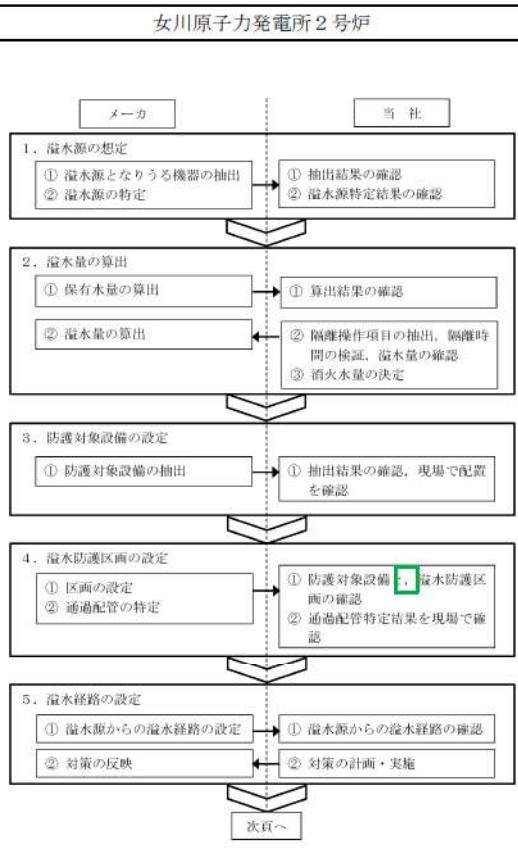 女川原子力発電所２号炉
メーカ
当 社
１．溢水源の想定
① 溢水源となりうる機器の抽出
② 溢水源の特定
① 抽出結果の確認
② 溢水源特定結果の確認
２．溢水量の算出
① 保有水量の算出
① 算出結果の確認
② 溢水量の算出
② 隔離操作項目の抽出，隔離時
間の検証，溢水量の確認
③ 消火水量の決定
３．防護対象設備の設定
① 防護対象設備の抽出
① 抽出結果の確認，現場で配置
を確認
４．溢水防護区画の設定
① 区画の設定
② 通過配管の特定
① 防護対象設備と，溢水防護区
画の確認
② 通過配管特定結果を現場で確
認
５．溢水経路の設定
① 溢水源からの溢水経路の設定
① 溢水源からの溢水経路の確認
② 対策の反映
② 対策の計画・実施
次頁へ